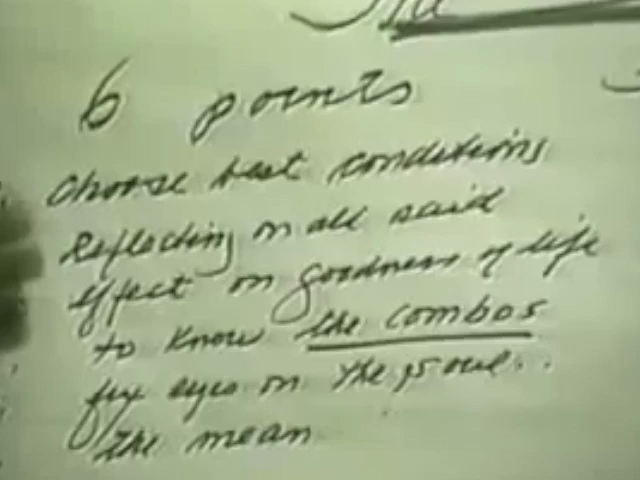 The
6 points
Choose best conditions
Reflecting on all said
effect on goodness of life
to know the combos
fix eyes on the soul..
the mean